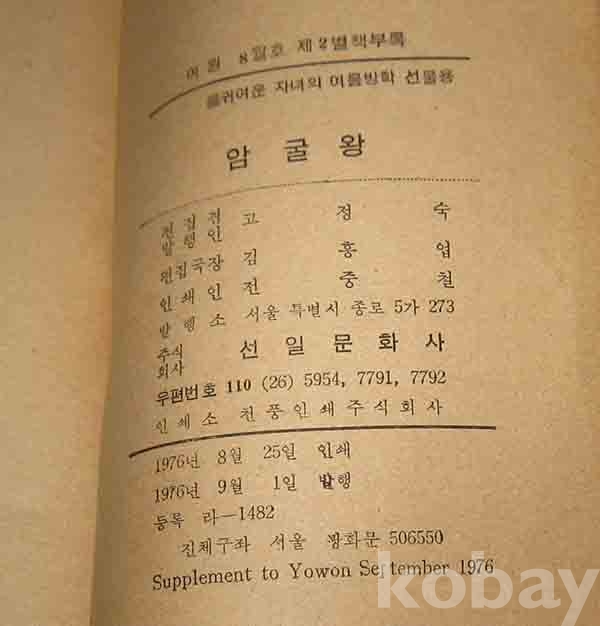 여원 8월호 제2별책부록
귀여운 자녀의 여름방학 선물용
암굴왕
편집겸
발행인 고정숙
편집국장 김흥엽
인쇄인 전중철
발행소 서울특별시 종로 5가 273
주식
회사 선일문화사
우편번호 110 (26) 5954, 7791, 7792
인쇄소 천풍인쇄주식회사
1976년 8월 25일 인쇄
1976년 9월 1일 발행
등록 라—1482
진체구좌 서울 광화문 506550
Supplement to Yowon September 1976
kobay